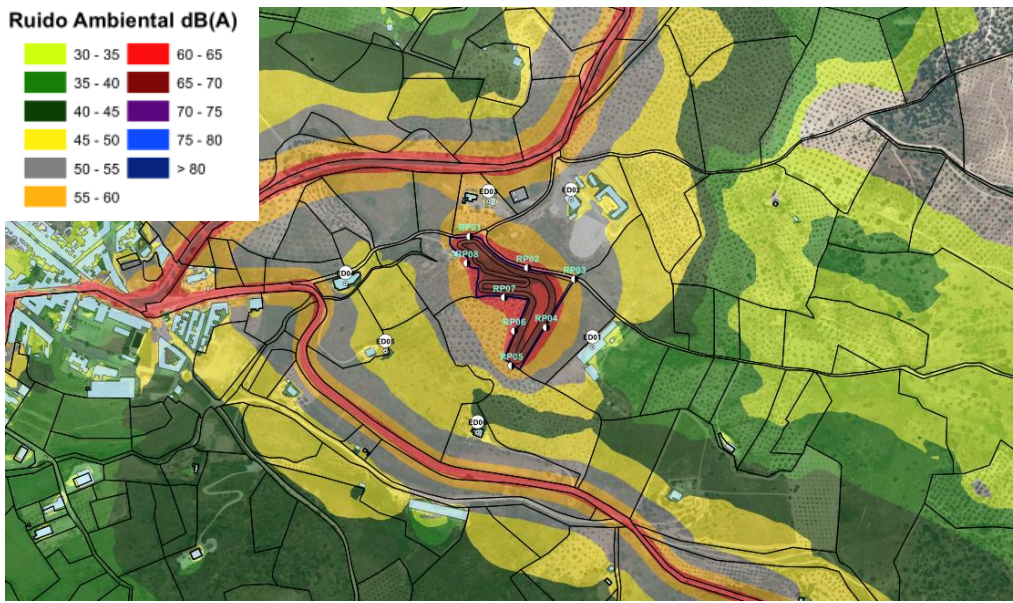 Ruido Ambiental dB(A)
30 - 35
60 - 65
35 - 40
65 - 70
40 - 45
70 - 75
45 - 50
75 - 80
50 - 55
> 80
55 - 60
ED03
ED02
RP01
RP08
RP02
RP03
ED04
RP07
RP06
RP04
ED01
ED05
RP05
ED06